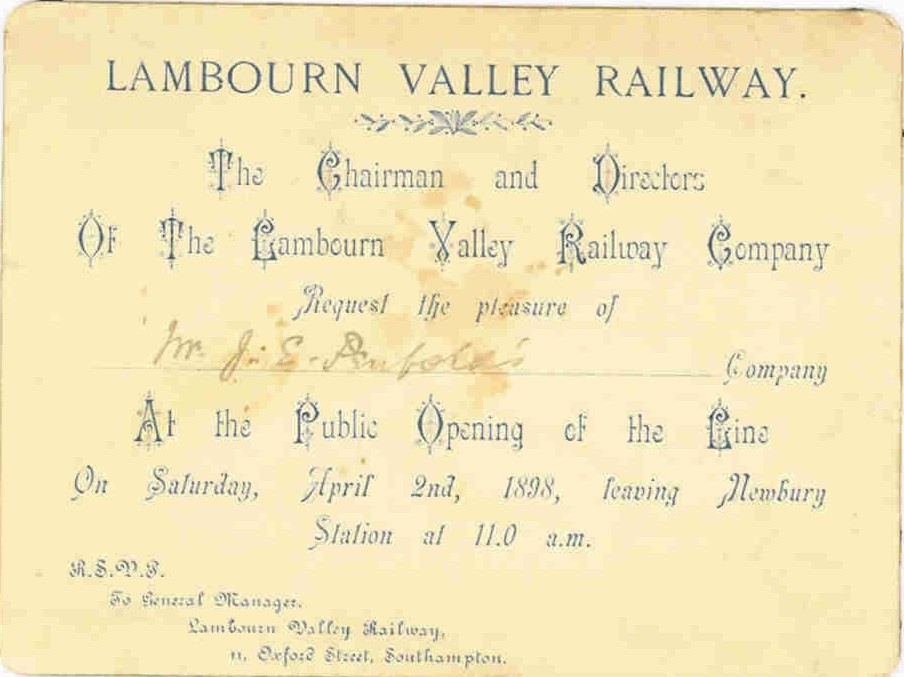 LAMBOURN VALLEY RAILWAY.
The Chairman and Directors
Of The Lambourn Valley Railway Company
Request the pleasure of
Mr. J. E. Penfold's Company
At the Public Opening of the Line
On Saturday, April 2nd, 1898, leaving Newbury
Station at 11.0 a.m.
R.S.V.P.
To General Manager,
Lambourn Valley Railway,
11, Oxford Street, Southampton.